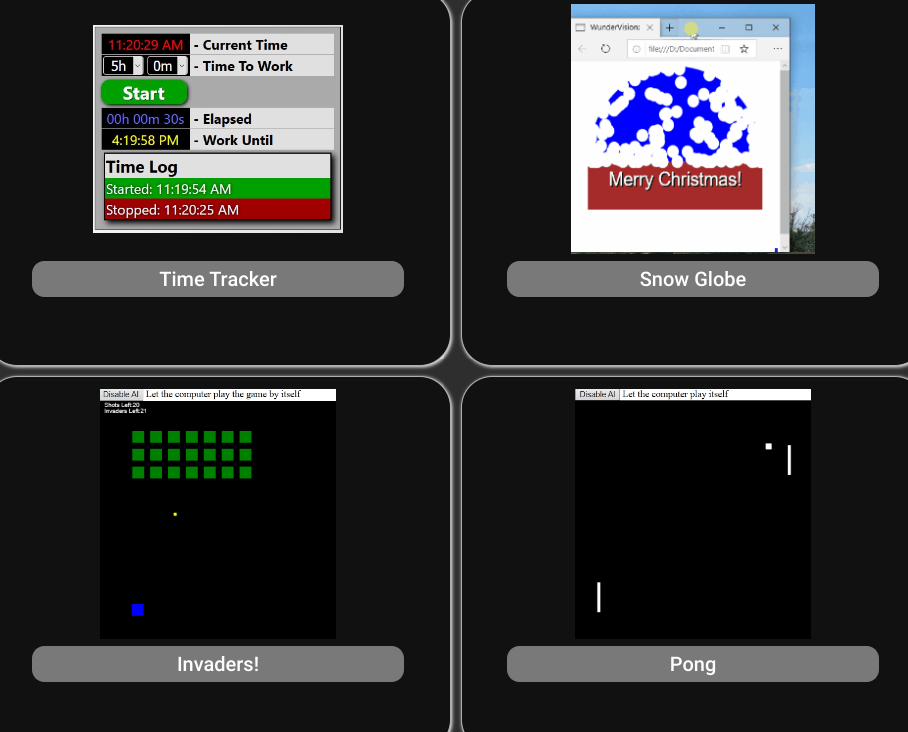 11:20:29 AM - Current Time
5h 0m - Time To Work
Start
00h 00m 30s - Elapsed
4:19:58 PM - Work Until
Time Log
Started: 11:19:54 AM
Stopped: 11:20:25 AM
Time Tracker
WunderVision:
file:///D:/Document
Merry Christmas!
Snow Globe
Disable AI Let the computer play the game by itself
Shots Left:20
Invaders Left:21
Invaders!
Disable AI Let the computer play itself
Pong